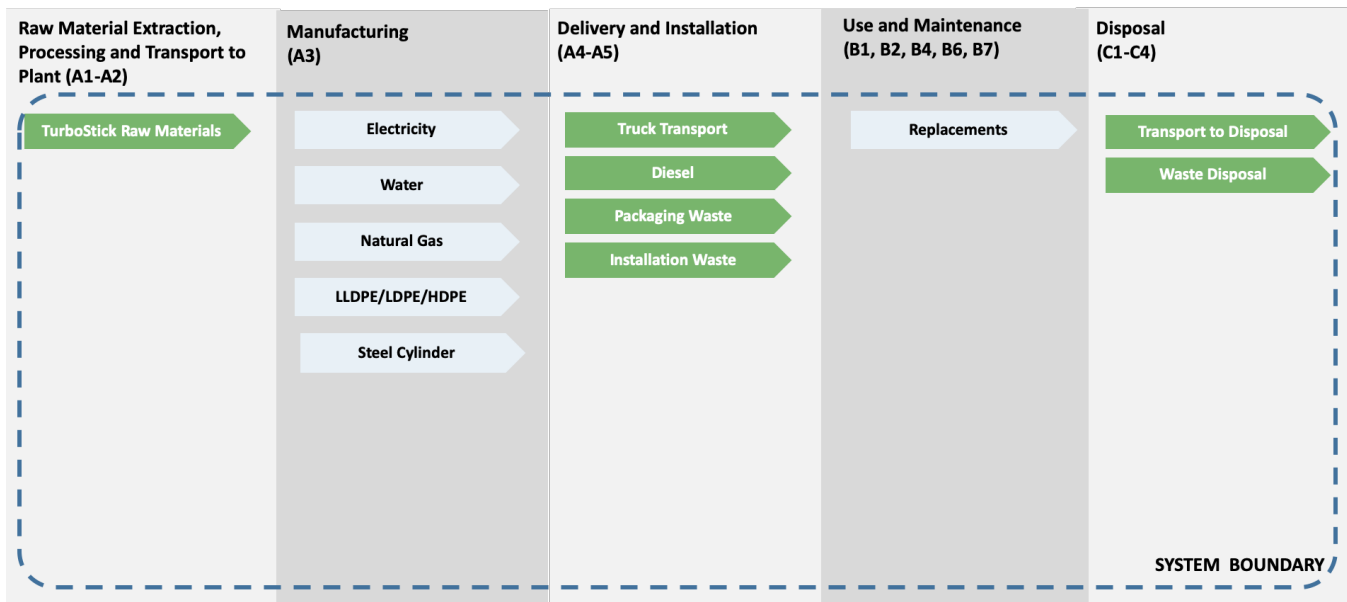 Raw Material Extraction,
Processing and Transport to
Plant (A1-A2)
TurboStick Raw Materials
Manufacturing
(A3)
Electricity
Water
Natural Gas
LLDPE/LDPE/HDPE
Steel Cylinder
Delivery and Installation
(A4-A5)
Truck Transport
Diesel
Packaging Waste
Installation Waste
Use and Maintenance
(B1, B2, B4, B6, B7)
Replacements
Disposal
(C1-C4)
Transport to Disposal
Waste Disposal
SYSTEM BOUNDARY